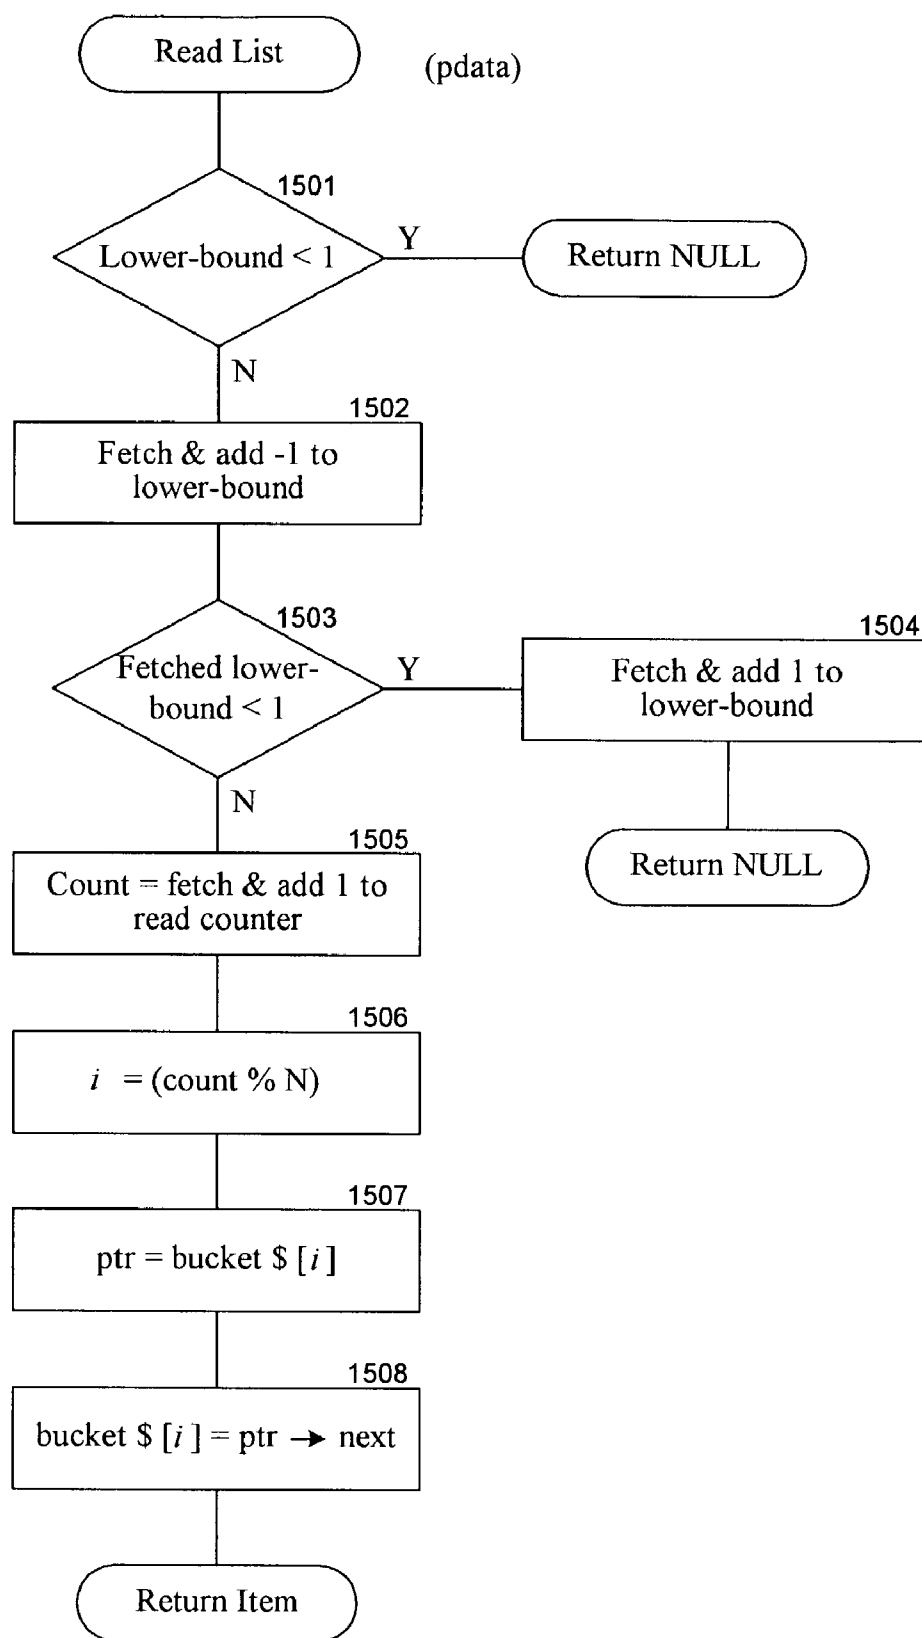 Read List
(pdata)
1501
Lower-bound < 1
Y
Return NULL
N
1502
Fetch & add -1 to
lower-bound
1503
Fetched lower-
bound < 1
Y
1504
Fetch & add 1 to
lower-bound
N
Return NULL
1505
Count = fetch & add 1 to
read counter
1506
i = (count % N)
1507
ptr = bucket $ [i]
1508
bucket $ [i] = ptr → next
Return Item